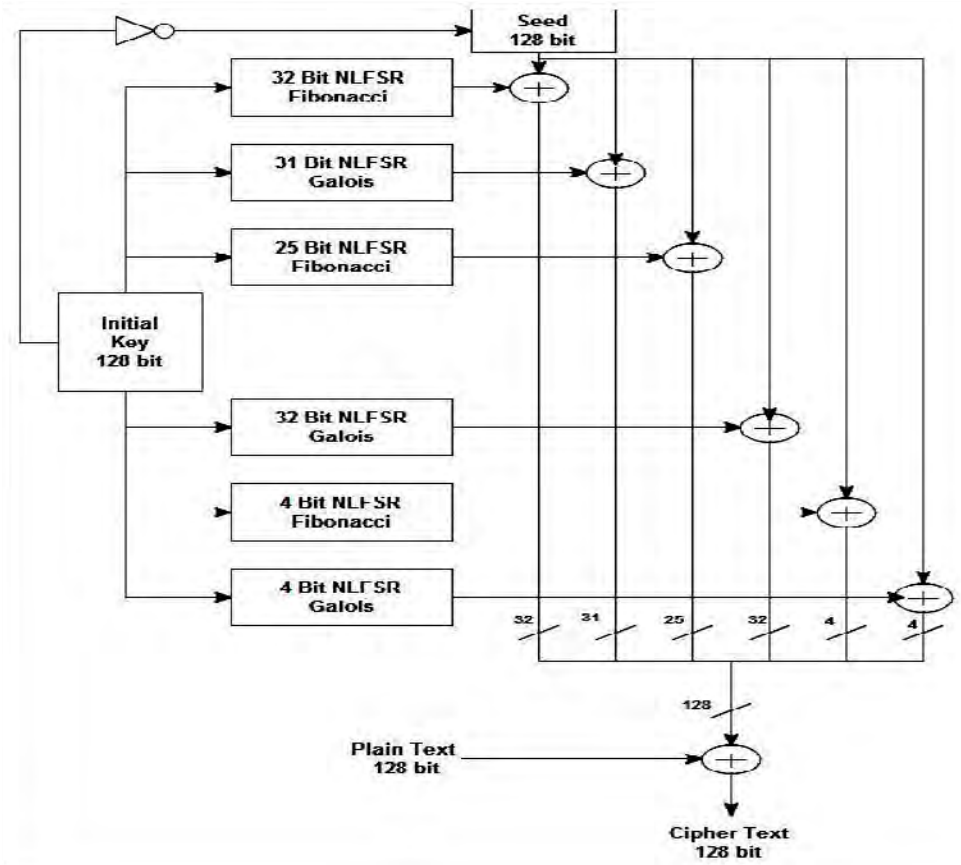 Seed
128 bit
32 Bit NLFSR
Fibonacci
31 Bit NLFSR
Galois
25 Bit NLFSR
Fibonacci
Initial
Key
128 bit
32 Bit NLFSR
Galois
4 Bit NLFSR
Fibonacci
4 Bit NLFSR
Galois
32
31
25
32
4
4
128
Plain Text
128 bit
Cipher Text
128 bit